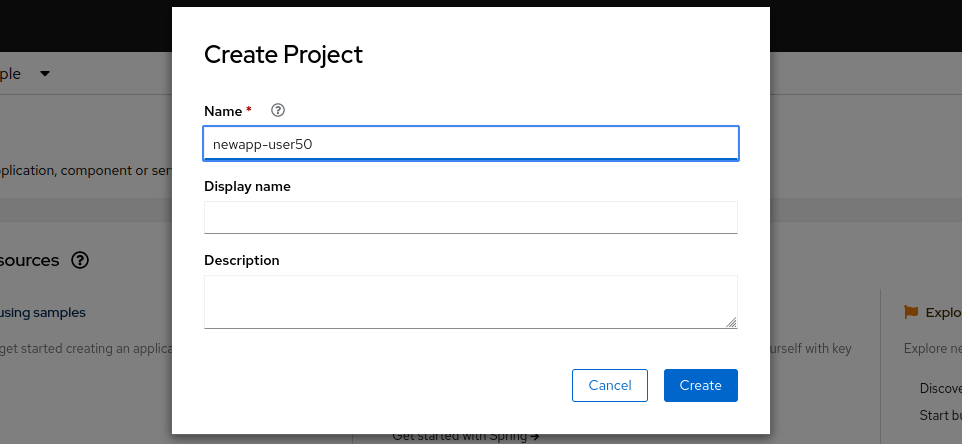 Create Project
ple
Name *
newapp-user50
plication, component or ser
Display name
Description
sources
using samples
Explo
get started creating an applica
urself with key
Explore ne
Cancel
Create
Discove
Start bu
Get started with Spring →